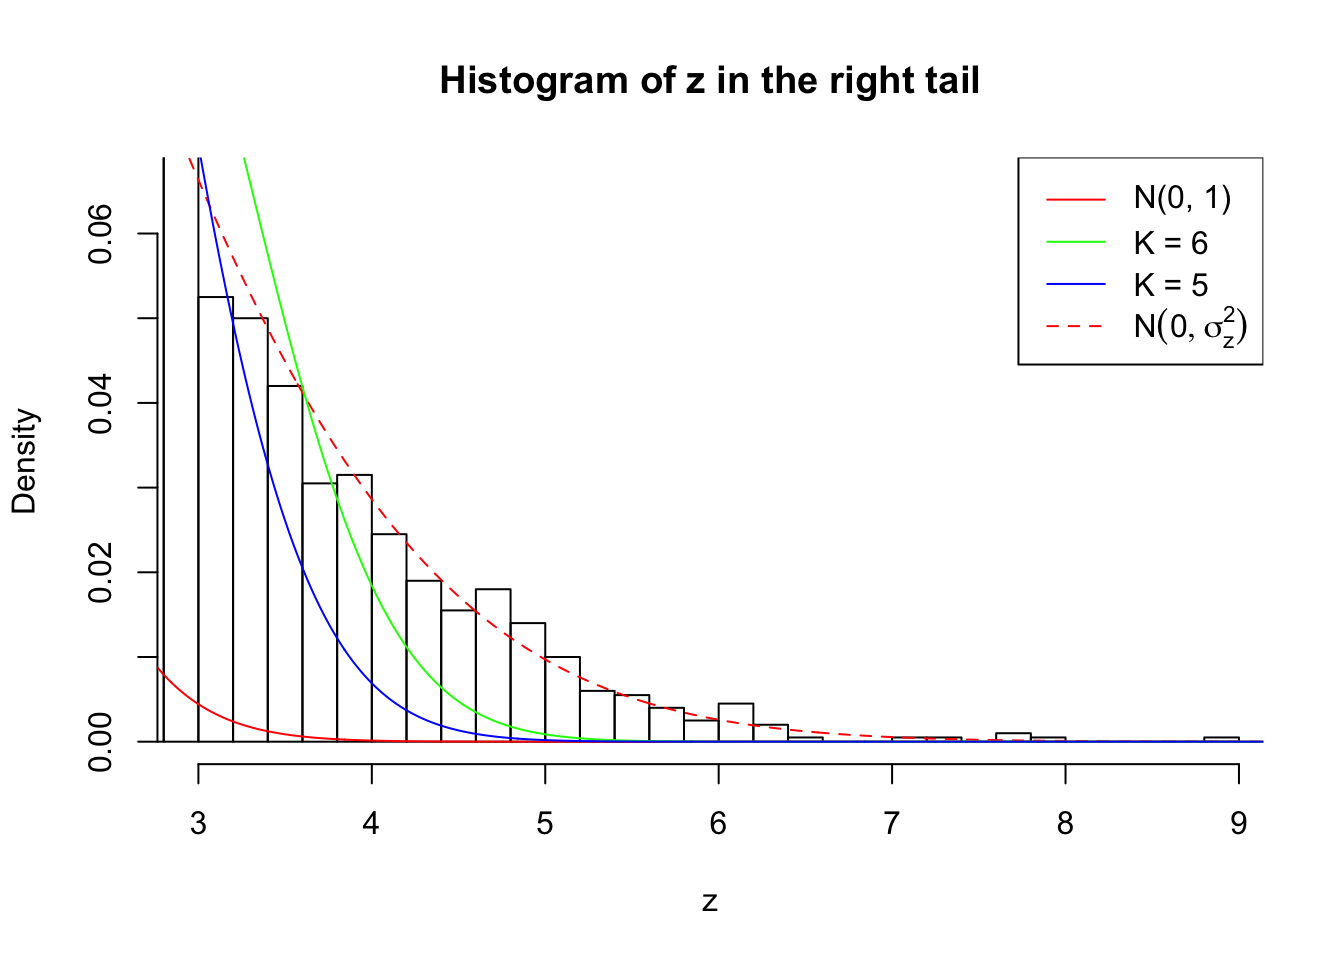 Histogram of z in the right tail
N(0, 1)
K = 6
K = 5
N(0, σ_z^2)
Density
0.00
0.02
0.04
0.06
3 4 5 6 7 8 9
z